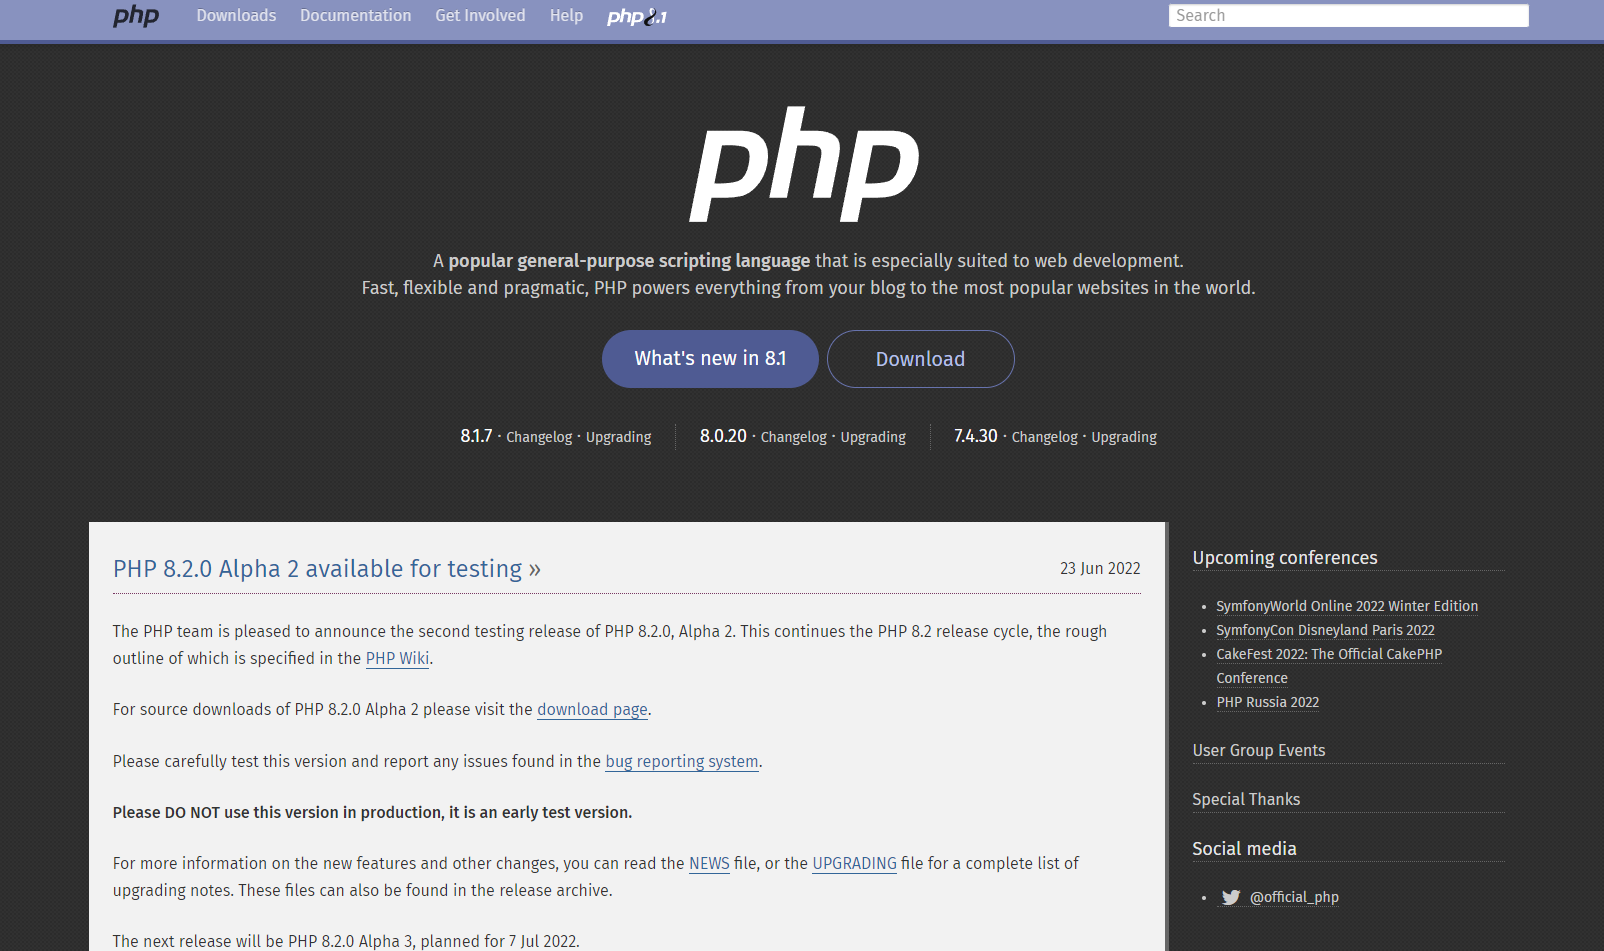 php Downloads Documentation Get Involved Help php8.1 Search
php
A popular general-purpose scripting language that is especially suited to web development.
Fast, flexible and pragmatic, PHP powers everything from your blog to the most popular websites in the world.
What's new in 8.1 Download
8.1.7 · Changelog · Upgrading 8.0.20 · Changelog · Upgrading 7.4.30 · Changelog · Upgrading
PHP 8.2.0 Alpha 2 available for testing » 23 Jun 2022
The PHP team is pleased to announce the second testing release of PHP 8.2.0, Alpha 2. This continues the PHP 8.2 release cycle, the rough
outline of which is specified in the PHP Wiki.
For source downloads of PHP 8.2.0 Alpha 2 please visit the download page.
Please carefully test this version and report any issues found in the bug reporting system.
Please DO NOT use this version in production, it is an early test version.
For more information on the new features and other changes, you can read the NEWS file, or the UPGRADING file for a complete list of
upgrading notes. These files can also be found in the release archive.
The next release will be PHP 8.2.0 Alpha 3, planned for 7 Jul 2022.
Upcoming conferences
• SymfonyWorld Online 2022 Winter Edition
• SymfonyCon Disneyland Paris 2022
• CakeFest 2022: The Official CakePHP
Conference
• PHP Russia 2022
User Group Events
Special Thanks
Social media
• @official_php